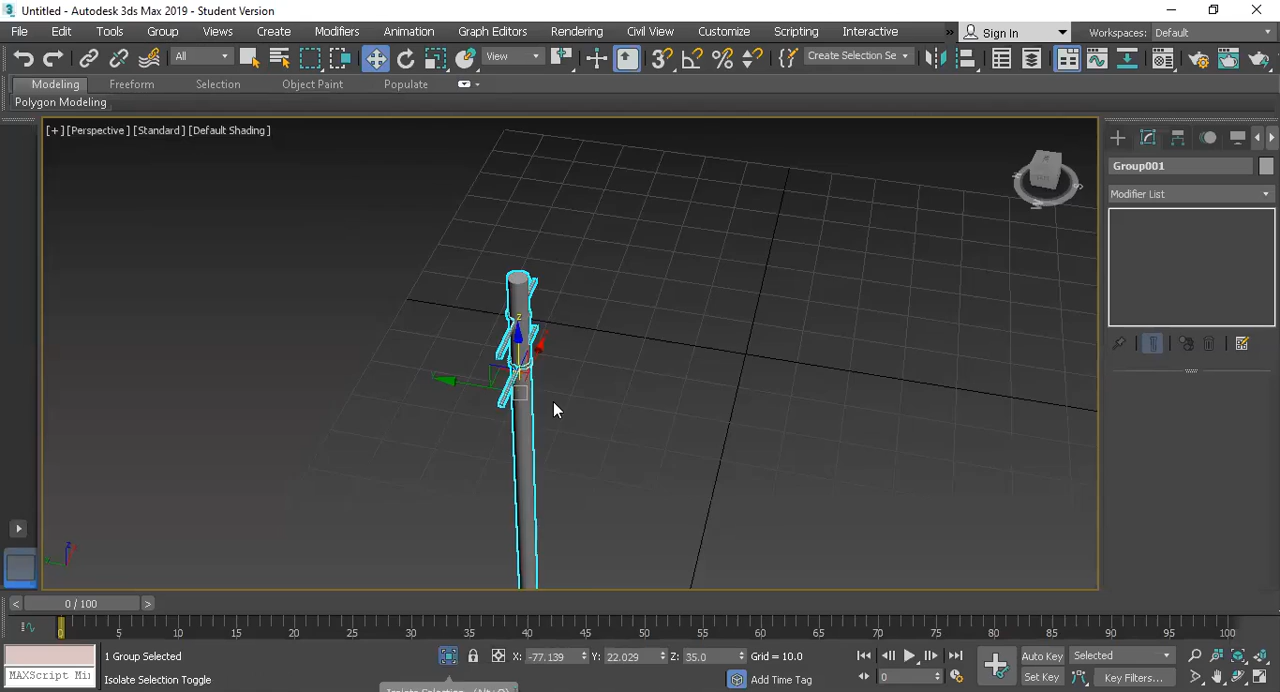 Untitled - Autodesk 3ds Max 2019 - Student Version
File Edit Tools Group Views Create Modifiers Animation Graph Editors Rendering Civil View Customize Scripting Interactive » Sign In Workspaces: Default
All View Create Selection Se
Modeling Freeform Selection Object Paint Populate
Polygon Modeling
[+] [Perspective] [Standard] [Default Shading]
Group001
Modifier List
z
z
< 0 / 100 >
0 5 10 15 20 25 30 35 40 45 50 55 60 65 70 75 80 85 90 95 100
1 Group Selected X: -77.139 Y: 22.029 Z: 35.0 Grid = 10.0 Auto Key Selected
MAXScript Mi Isolate Selection Toggle Add Time Tag 0 Set Key Key Filters...